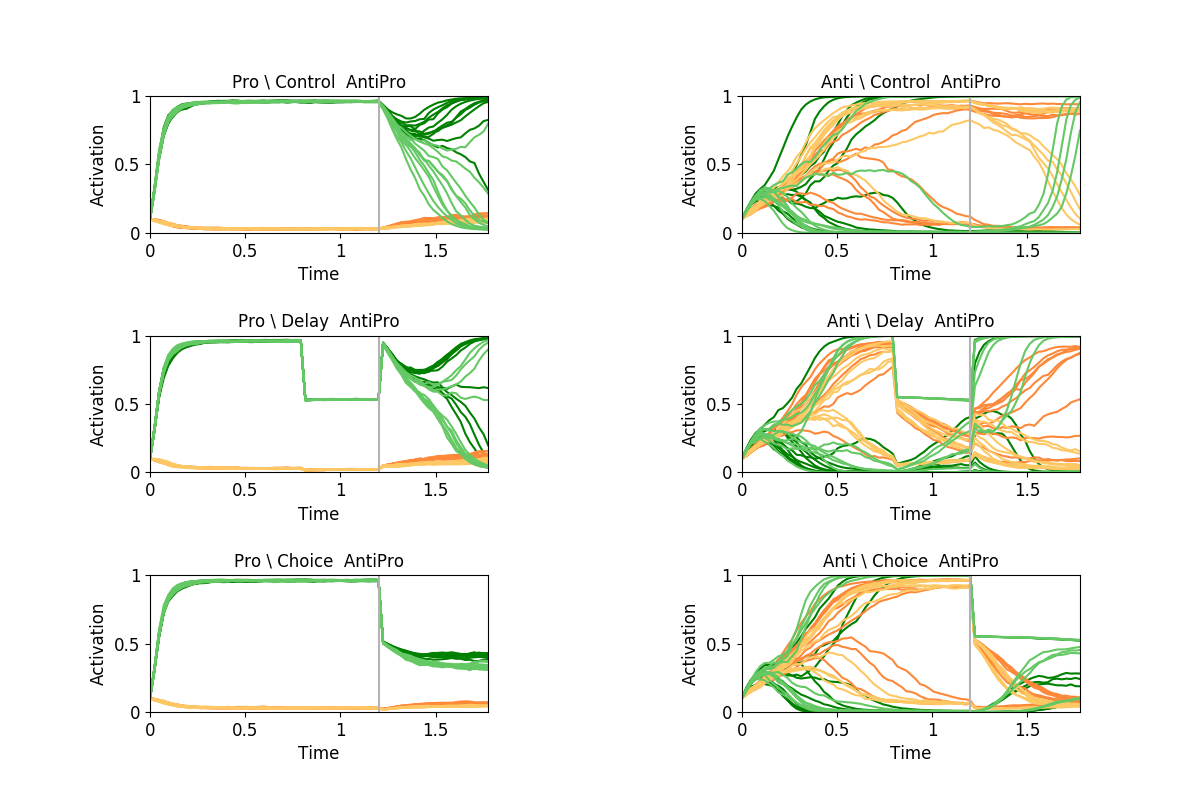 Pro \ Control  AntiPro
Activation
1
0.5
0
0
0.5
1
1.5
Time
Anti \ Control  AntiPro
Activation
1
0.5
0
0
0.5
1
1.5
Time
Pro \ Delay  AntiPro
Activation
1
0.5
0
0
0.5
1
1.5
Time
Anti \ Delay  AntiPro
Activation
1
0.5
0
0
0.5
1
1.5
Time
Pro \ Choice  AntiPro
Activation
1
0.5
0
0
0.5
1
1.5
Time
Anti \ Choice  AntiPro
Activation
1
0.5
0
0
0.5
1
1.5
Time